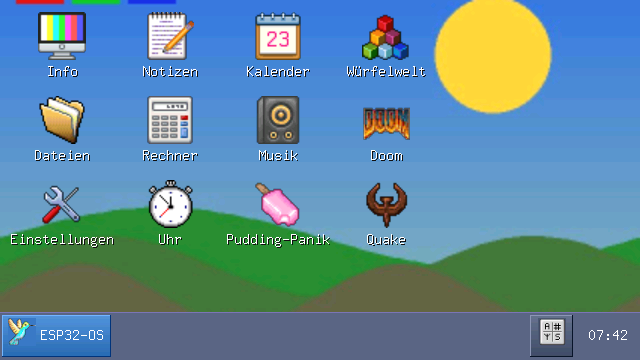 Info
Notizen
23
Kalender
Würfelwelt
Dateien
Rechner
Musik
DOOM
Doom
Einstellungen
Uhr
Pudding-Panik
Quake
ESP32-OS
A #
Y S
07:42